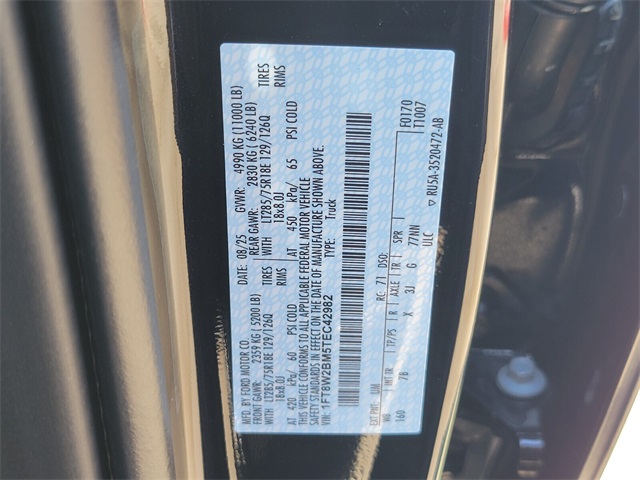 MFD. BY FORD MOTOR CO.
DATE: 08/25 GVWR: 4990 KG (11000 LB)
FRONT GAWR: 2359 KG (5200 LB) REAR GAWR: 2830 KG (6240 LB)
WITH LT285/75R18E 129/126Q TIRES WITH LT285/75R18E 129/126Q TIRES
18x8.0J RIMS 18x8.0J RIMS
AT 420 kPa/ 60 PSI COLD AT 450 kPa/ 65 PSI COLD
THIS VEHICLE CONFORMS TO ALL APPLICABLE FEDERAL MOTOR VEHICLE
SAFETY STANDARDS IN EFFECT ON THE DATE OF MANUFACTURE SHOWN ABOVE.
VIN: 1FT8W2BM5TEC42982 Truck
F0170
T1007
RC: 71 DSO:
EXT PNT: UM
WB INT TR TP/PS R AXLE TR SPR
160 7B X 3J G 77NN
ULC
RU5A-3520472-AB